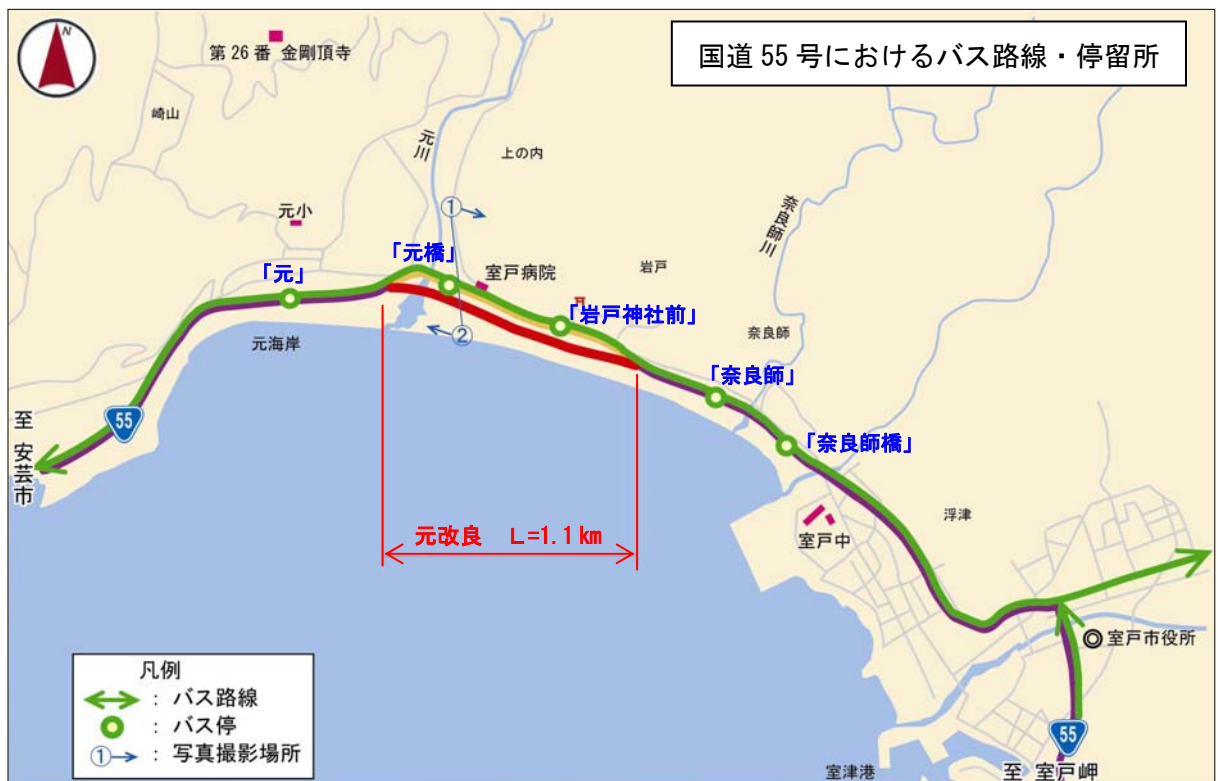 国道55号におけるバス路線・停留所
N
第26番 金剛頂寺
崎山
元川
上の内
奈良師川
元小
①
「元橋」
室戸病院
岩戸
「元」
「岩戸神社前」
②
元海岸
奈良師
「奈良師」
55
至 安芸市
「奈良師橋」
元改良 L=1.1km
室戸中
浮津
室戸市役所
凡例
: バス路線
: バス停
①→ : 写真撮影場所
55
室津港
至 室戸岬